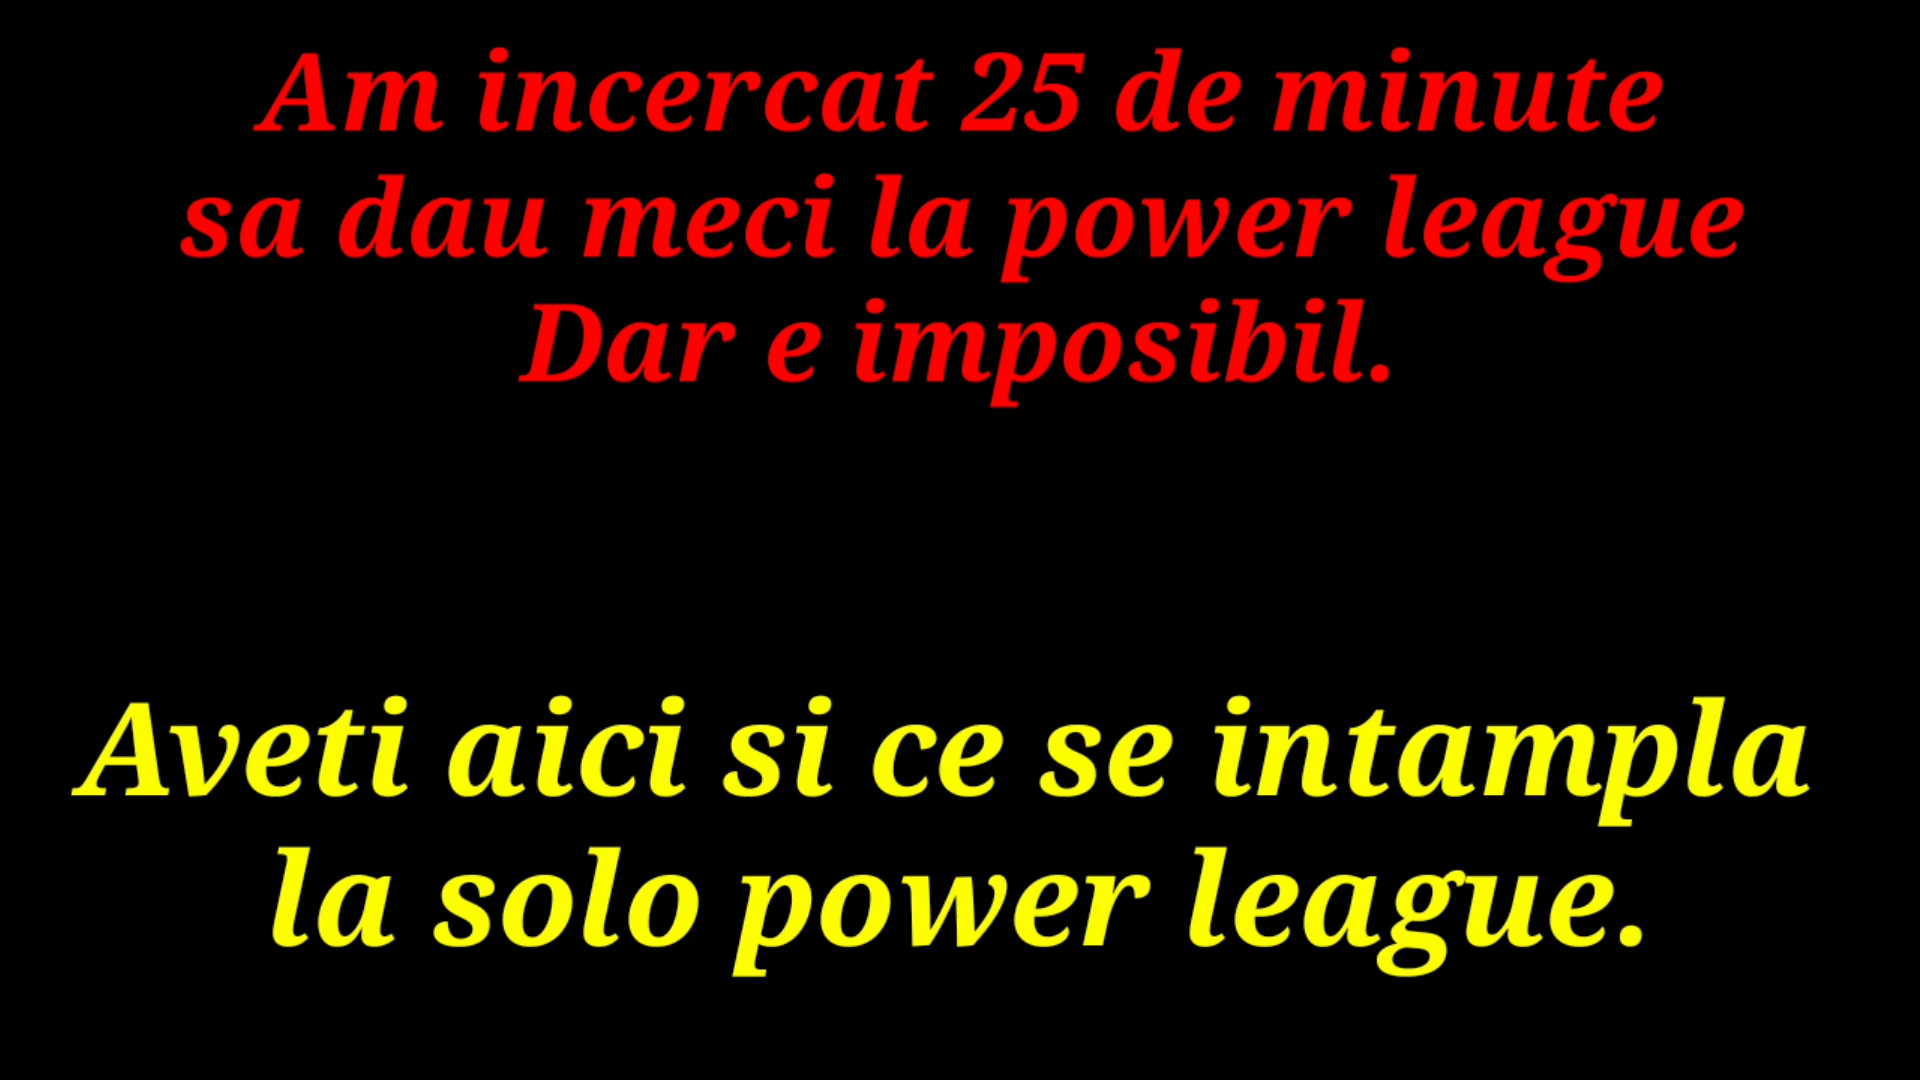 Am incercat 25 de minute
sa dau meci la power league
Dar e imposibil.
Aveti aici si ce se intampla
la solo power league.